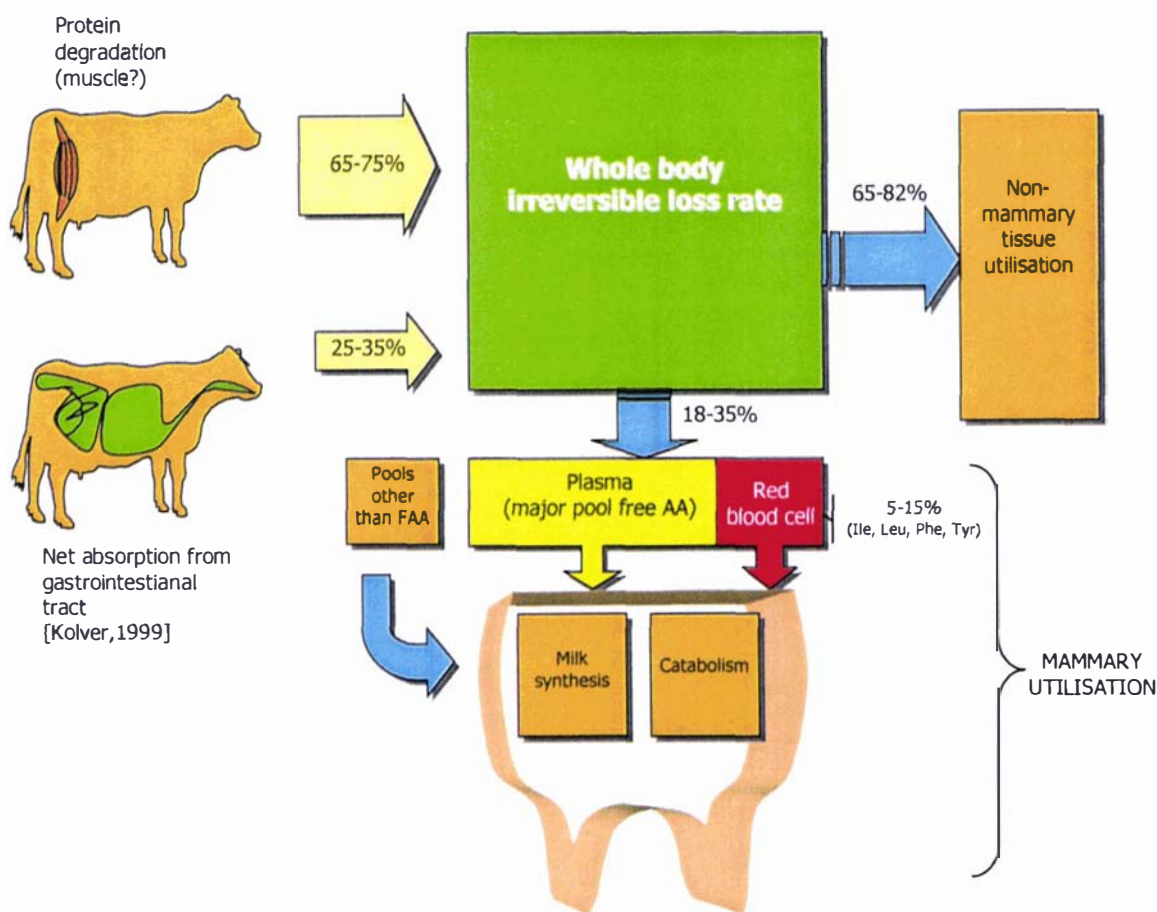 Protein
degradation
(muscle?)
65-75%
Whole body
irreversible loss rate
65-82%
Non-
mammary
tissue
utilisation
25-35%
18-35%
Net absorption from
gastrointestianal
tract
[Kolver,1999]
Pools
other
than FAA
Plasma
(major pool free AA)
Red
blood cell
5-15%
(Ile, Leu, Phe, Tyr)
Milk
synthesis
Catabolism
MAMMARY
UTILISATION